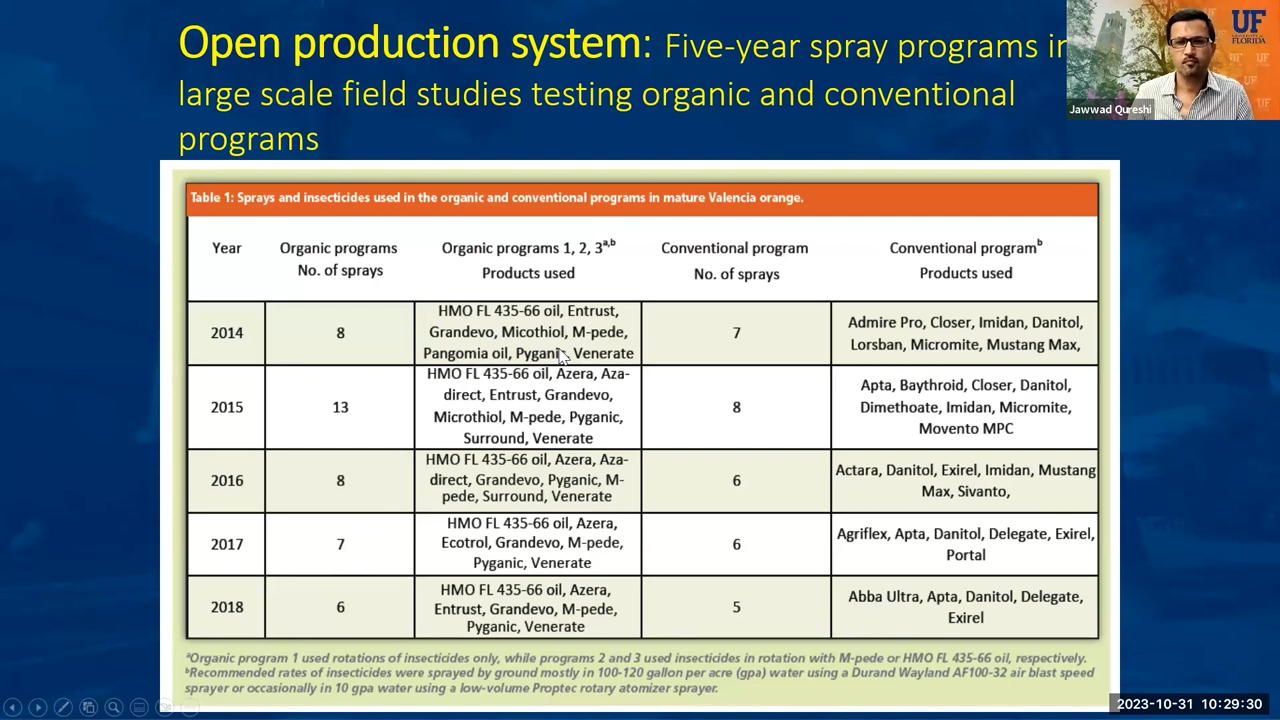 Open production system: Five-year spray programs in
large scale field studies testing organic and conventional
programs
UF
UNIVERSITY of
FLORIDA
Jawwad Qureshi
Table 1: Sprays and insecticides used in the organic and conventional programs in mature Valencia orange.
Year
Organic programs
No. of sprays
Organic programs 1, 2, 3a,b
Products used
Conventional program
No. of sprays
Conventional programb
Products used
2014
8
HMO FL 435-66 oil, Entrust,
Grandevo, Micothiol, M-pede,
Pangomia oil, Pyganic, Venerate
7
Admire Pro, Closer, Imidan, Danitol,
Lorsban, Micromite, Mustang Max,
2015
13
HMO FL 435-66 oil, Azera, Aza-
direct, Entrust, Grandevo,
Microthiol, M-pede, Pyganic,
Surround, Venerate
8
Apta, Baythroid, Closer, Danitol,
Dimethoate, Imidan, Micromite,
Movento MPC
2016
8
HMO FL 435-66 oil, Azera, Aza-
direct, Grandevo, Pyganic, M-
pede, Surround, Venerate
6
Actara, Danitol, Exirel, Imidan, Mustang
Max, Sivanto,
2017
7
HMO FL 435-66 oil, Azera,
Ecotrol, Grandevo, M-pede,
Pyganic, Venerate
6
Agriflex, Apta, Danitol, Delegate, Exirel,
Portal
2018
6
HMO FL 435-66 oil, Azera,
Entrust, Grandevo, M-pede,
Pyganic, Venerate
5
Abba Ultra, Apta, Danitol, Delegate,
Exirel
aOrganic program 1 used rotations of insecticides only, while programs 2 and 3 used insecticides in rotation with M-pede or HMO FL 435-66 oil, respectively.
bRecommended rates of insecticides were sprayed by ground mostly in 100-120 gallon per acre (gpa) water using a Durand Wayland AF100-32 air blast speed
sprayer or occasionally in 10 gpa water using a low-volume Proptec rotary atomizer sprayer.
2023-10-31 10:29:30